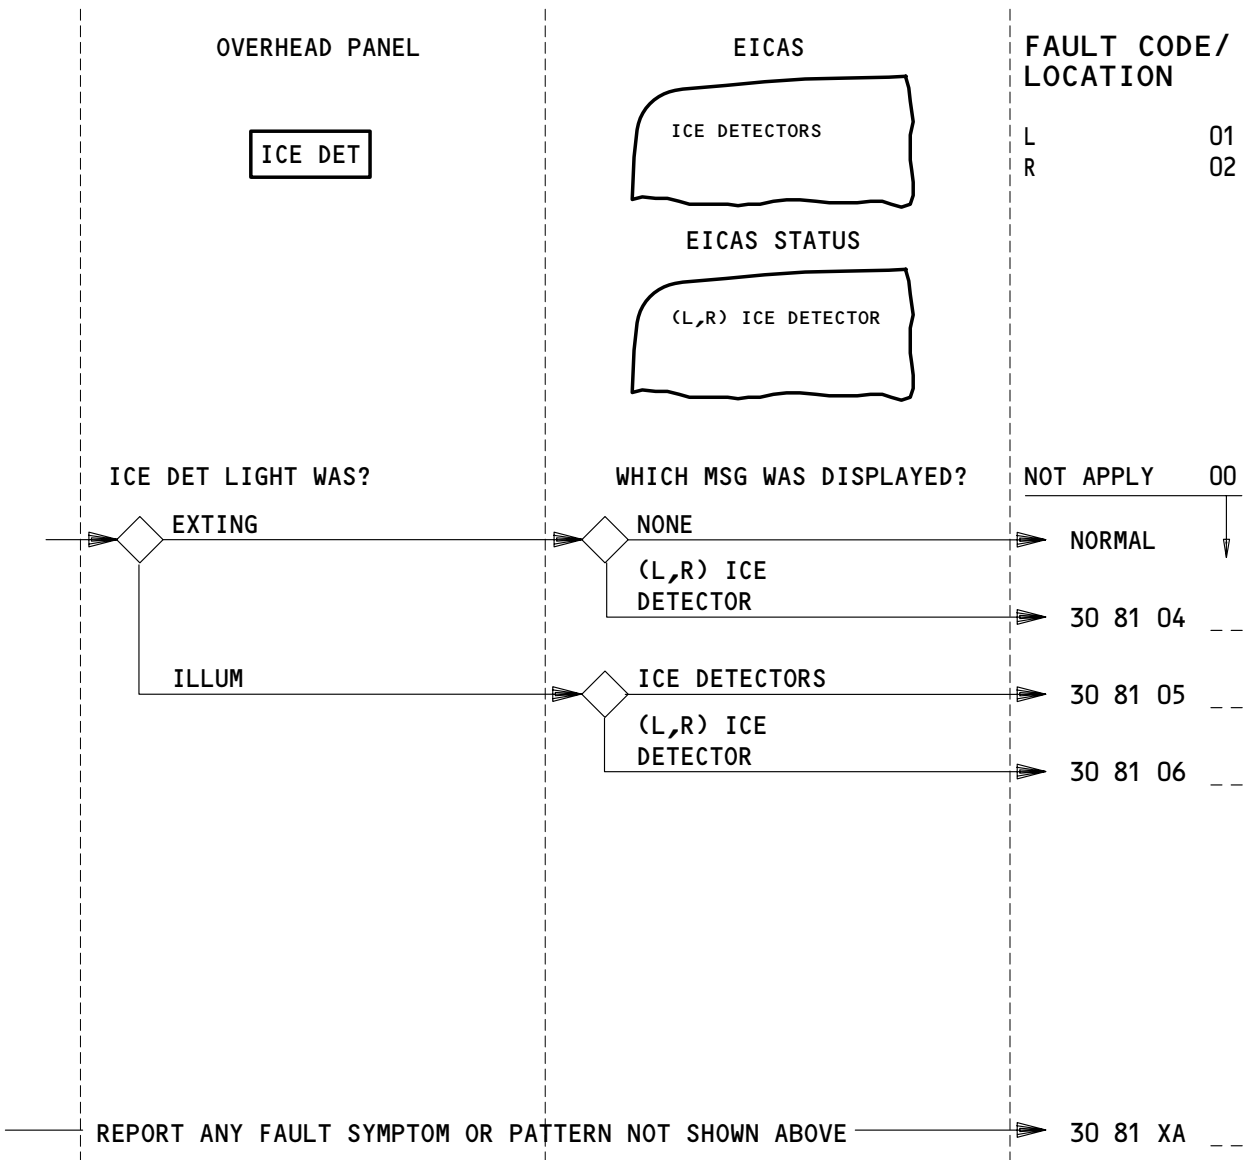 OVERHEAD PANEL
EICAS
FAULT CODE/
LOCATION
ICE DET
ICE DETECTORS
L 01
R 02
EICAS STATUS
(L,R) ICE DETECTOR
ICE DET LIGHT WAS?
WHICH MSG WAS DISPLAYED?
NOT APPLY 00
EXTING
NONE
NORMAL
(L,R) ICE
DETECTOR
30 81 04 _ _
ILLUM
ICE DETECTORS
30 81 05 _ _
(L,R) ICE
DETECTOR
30 81 06 _ _
REPORT ANY FAULT SYMPTOM OR PATTERN NOT SHOWN ABOVE
30 81 XA _ _